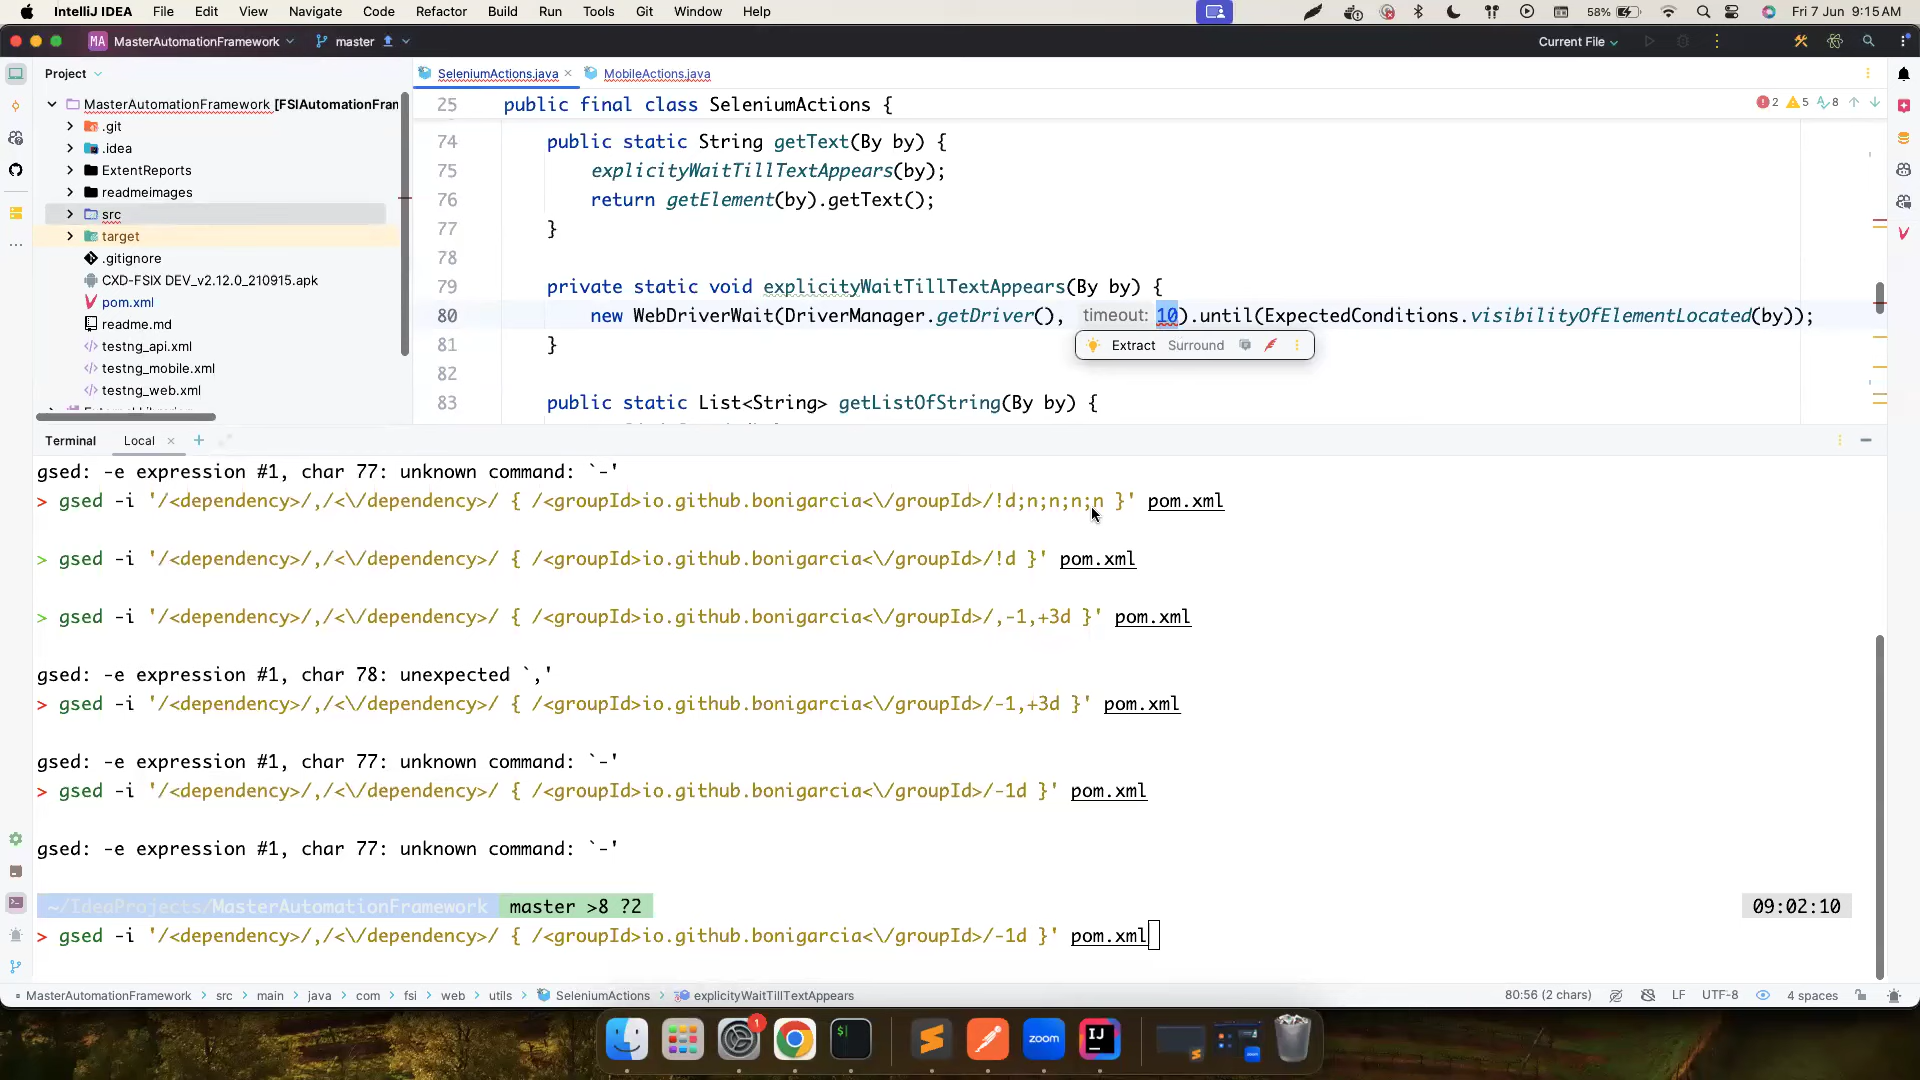 IntelliJ IDEA File Edit View Navigate Code Refactor Build Run Tools Git Window Help 58% Fri 7 Jun 9:15 AM
MA MasterAutomationFramework master Current File
Project SeleniumActions.java MobileActions.java
MasterAutomationFramework [FSIAutomationFran
.git
.idea
ExtentReports
readmeimages
src
target
.gitignore
CXD-FSIX DEV_v2.12.0_210915.apk
pom.xml
readme.md
testng_api.xml
testng_mobile.xml
testng_web.xml
25 public final class SeleniumActions { 2 5 8
74 public static String getText(By by) {
75 explicityWaitTillTextAppears(by);
76 return getElement(by).getText();
77 }
78
79 private static void explicityWaitTillTextAppears(By by) {
80 new WebDriverWait(DriverManager.getDriver(), timeout: 10).until(ExpectedConditions.visibilityOfElementLocated(by));
81 }
Extract Surround
82
83 public static List<String> getListOfString(By by) {
Terminal Local
gsed: -e expression #1, char 77: unknown command: `-'
> gsed -i '/<dependency>/,/<\/dependency>/ { /<groupId>io.github.bonigarcia<\/groupId>/!d;n;n;n;n }' pom.xml
> gsed -i '/<dependency>/,/<\/dependency>/ { /<groupId>io.github.bonigarcia<\/groupId>/!d }' pom.xml
> gsed -i '/<dependency>/,/<\/dependency>/ { /<groupId>io.github.bonigarcia<\/groupId>/,-1,+3d }' pom.xml
gsed: -e expression #1, char 78: unexpected `,'
> gsed -i '/<dependency>/,/<\/dependency>/ { /<groupId>io.github.bonigarcia<\/groupId>/-1,+3d }' pom.xml
gsed: -e expression #1, char 77: unknown command: `-'
> gsed -i '/<dependency>/,/<\/dependency>/ { /<groupId>io.github.bonigarcia<\/groupId>/-1d }' pom.xml
gsed: -e expression #1, char 77: unknown command: `-'
~/IdeaProjects/MasterAutomationFramework master >8 ?2 09:02:10
> gsed -i '/<dependency>/,/<\/dependency>/ { /<groupId>io.github.bonigarcia<\/groupId>/-1d }' pom.xml
MasterAutomationFramework > src > main > java > com > fsi > web > utils > SeleniumActions > explicityWaitTillTextAppears 80:56 (2 chars) LF UTF-8 4 spaces
1 $ zoom IJ